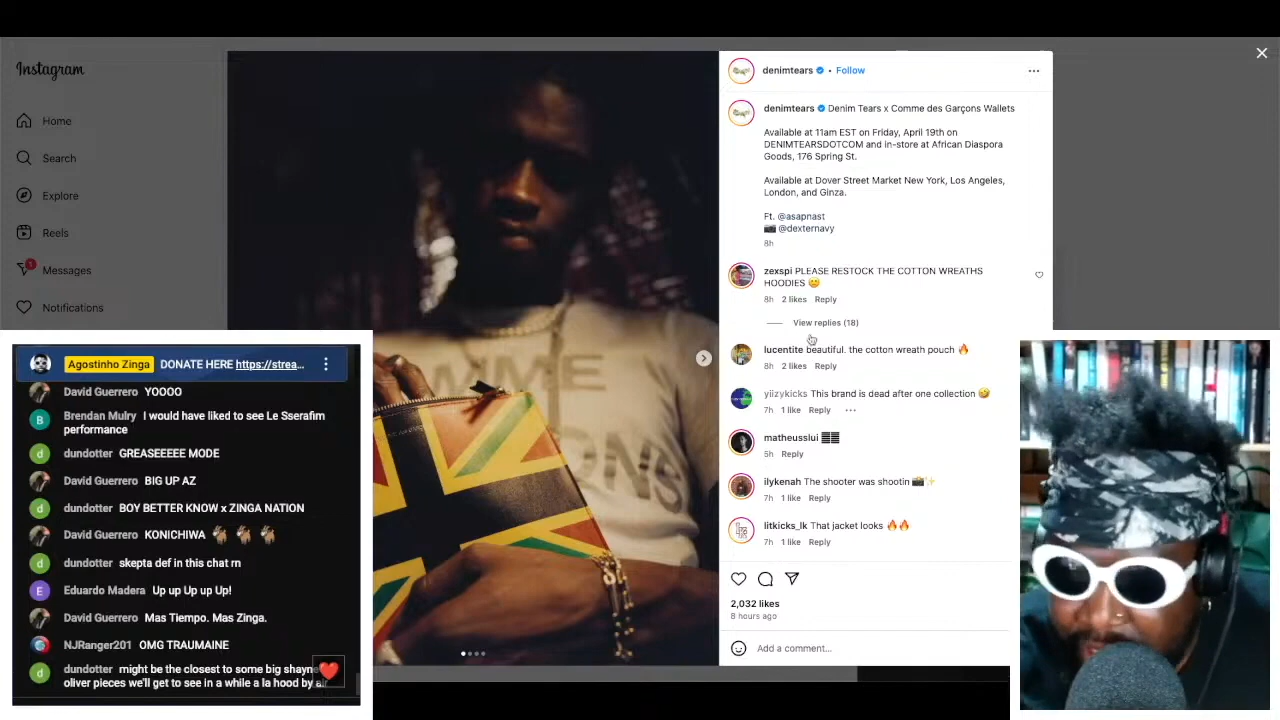 Instagram
Home
Search
Explore
Reels
1
Messages
Notifications
denimtears • Follow
denimtears Denim Tears x Comme des Garçons Wallets
Available at 11am EST on Friday, April 19th on
DENIMTEARSDOTCOM and in-store at African Diaspora
Goods, 176 Spring St.
Available at Dover Street Market New York, Los Angeles,
London, and Ginza.
Ft. @asapnast
📷 @dexternavy
8h
zexspi PLEASE RESTOCK THE COTTON WREATHS
HOODIES 🙂
8h 2 likes Reply
View replies (18)
lucentite beautiful. the cotton wreath pouch 🔥
8h 2 likes Reply
yiizykicks This brand is dead after one collection 🤣
7h 1 like Reply
matheusslui
5h Reply
ilykenah The shooter was shootin 📸✨
7h 1 like Reply
litkicks_lk That jacket looks 🔥🔥
7h 1 like Reply
2,032 likes
8 hours ago
Add a comment...
Agostinho Zinga DONATE HERE https://strea...
David Guerrero YOOOO
Brendan Mulry I would have liked to see Le Sserafim
performance
dundotter GREASEEEEE MODE
David Guerrero BIG UP AZ
dundotter BOY BETTER KNOW x ZINGA NATION
David Guerrero KONICHIWA 🐐 🐐 🐐
dundotter skepta def in this chat rn
Eduardo Madera Up up Up up Up!
David Guerrero Mas Tiempo. Mas Zinga.
NJRanger201 OMG TRAUMAINE
dundotter might be the closest to some big shayne
oliver pieces we'll get to see in a while a la hood by air